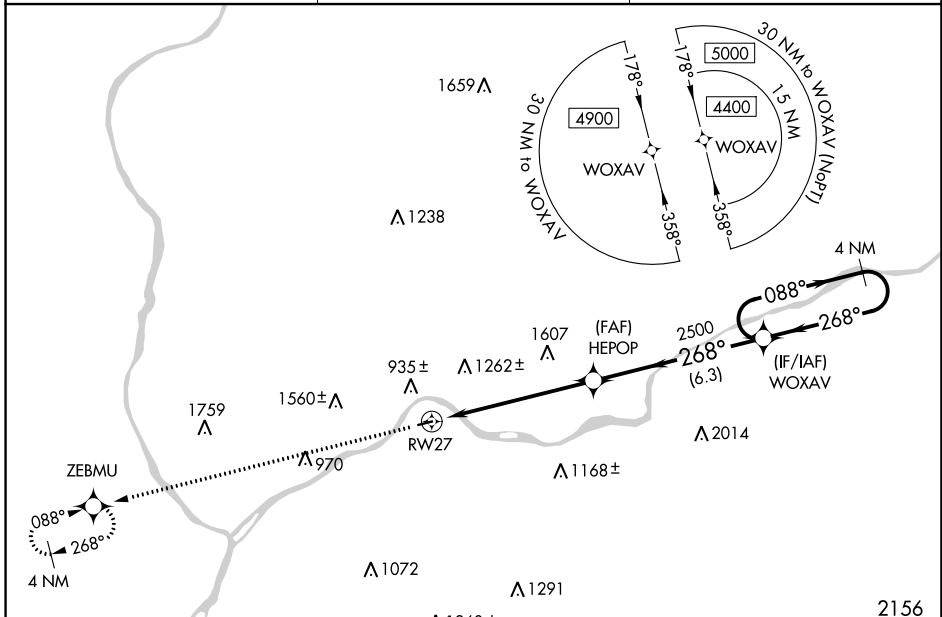 1659
178°
178°
5000
30 NM to WOXAV (NoPT)
4900
4400
15 NM
WOXAV
WOXAV
30 NM to WOXAV
358°
358°
1238
4 NM
088°
268°
(IF/IAF)
WOXAV
2500
268°
(6.3)
(FAF)
HEPOP
1607
1262±
935±
1560±
1759
RW27
970
2014
1168±
ZEBMU
088°
268°
4 NM
1072
1291
2156